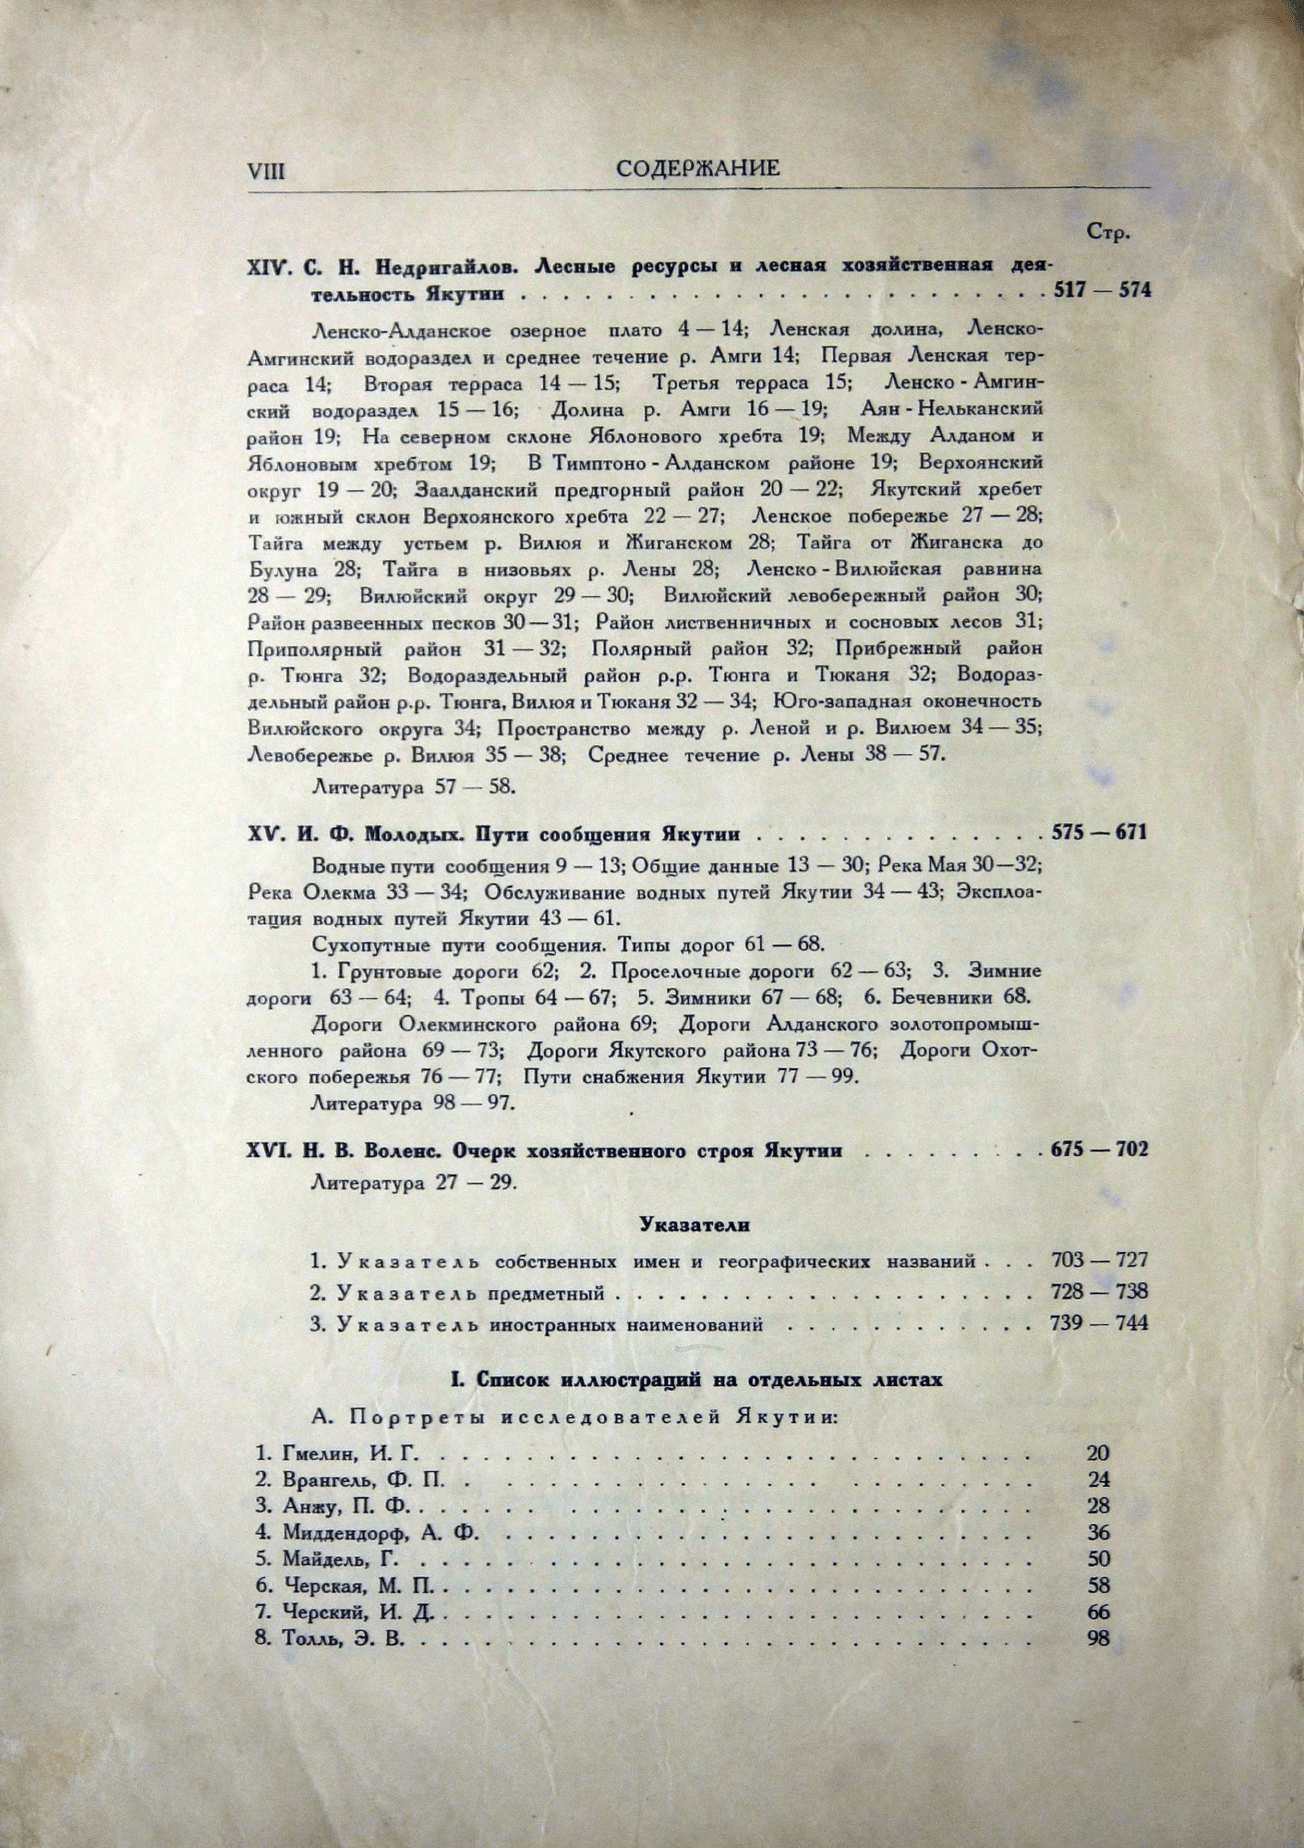 VIII
СОДЕРЖАНИЕ
Стр.
XIV. С. Н. Недригайлов. Лесные ресурсы и лесная хозяйственная дея-
тельность Якутии . . . . . . . . . . . . . . . . . . . . . . . . . 517 — 574
Ленско-Алданское озерное плато 4 — 14; Ленская долина, Ленско-
Амгинский водораздел и среднее течение р. Амги 14; Первая Ленская тер-
раса 14; Вторая терраса 14 — 15; Третья терраса 15; Ленско - Амгин-
ский водораздел 15 — 16; Долина р. Амги 16 — 19; Аян - Нельканский
район 19; На северном склоне Яблонового хребта 19; Между Алданом и
Яблоновым хребтом 19; В Тимптоно - Алданском районе 19; Верхоянский
округ 19 — 20; Заалданский предгорный район 20 — 22; Якутский хребет
и южный склон Верхоянского хребта 22 — 27; Ленское побережье 27 — 28;
Тайга между устьем р. Вилюя и Жиганском 28; Тайга от Жиганска до
Булуна 28; Тайга в низовьях р. Лены 28; Ленско - Вилюйская равнина
28 — 29; Вилюйский округ 29 — 30; Вилюйский левобережный район 30;
Район развеенных песков 30 — 31; Район лиственничных и сосновых лесов 31;
Приполярный район 31 — 32; Полярный район 32; Прибрежный район
р. Тюнга 32; Водораздельный район р.р. Тюнга и Тюканя 32; Водораз-
дельный район р.р. Тюнга, Вилюя и Тюканя 32 — 34; Юго-западная оконечность
Вилюйского округа 34; Пространство между р. Леной и р. Вилюем 34 — 35;
Левобережье р. Вилюя 35 — 38; Среднее течение р. Лены 38 — 57.
Литература 57 — 58.
XV. И. Ф. Молодых. Пути сообщения Якутии . . . . . . . . . . . . . . 575 — 671
Водные пути сообщения 9 — 13; Общие данные 13 — 30; Река Мая 30—32;
Река Олекма 33 — 34; Обслуживание водных путей Якутии 34 — 43; Эксплоа-
тация водных путей Якутии 43 — 61.
Сухопутные пути сообщения. Типы дорог 61 — 68.
1. Грунтовые дороги 62; 2. Проселочные дороги 62 — 63; 3. Зимние
дороги 63 — 64; 4. Тропы 64 — 67; 5. Зимники 67 — 68; 6. Бечевники 68.
Дороги Олекминского района 69; Дороги Алданского золотопромыш-
ленного района 69 — 73; Дороги Якутского района 73 — 76; Дороги Охот-
ского побережья 76 — 77; Пути снабжения Якутии 77 — 99.
Литература 98 — 97.
XVI. Н. В. Воленс. Очерк хозяйственного строя Якутии . . . . . . . . . 675 — 702
Литература 27 — 29.
Указатели
1. Указатель собственных имен и географических названий . . . 703 — 727
2. Указатель предметный . . . . . . . . . . . . . . . . . . . 728 — 738
3. Указатель иностранных наименований . . . . . . . . . . . . 739 — 744
I. Список иллюстраций на отдельных листах
А. Портреты исследователей Якутии:
1. Гмелин, И. Г. . . . . . . . . . . . . . . . . . . . . . 20
2. Врангель, Ф. П. . . . . . . . . . . . . . . . . . . . . 24
3. Анжу, П. Ф. . . . . . . . . . . . . . . . . . . . . . 28
4. Миддендорф, А. Ф. . . . . . . . . . . . . . . . . . . . 36
5. Майдель, Г. . . . . . . . . . . . . . . . . . . . . . . 50
6. Черская, М. П. . . . . . . . . . . . . . . . . . . . . . 58
7. Черский, И. Д. . . . . . . . . . . . . . . . . . . . . . 66
8. Толль, Э. В. . . . . . . . . . . . . . . . . . . . . . . 98